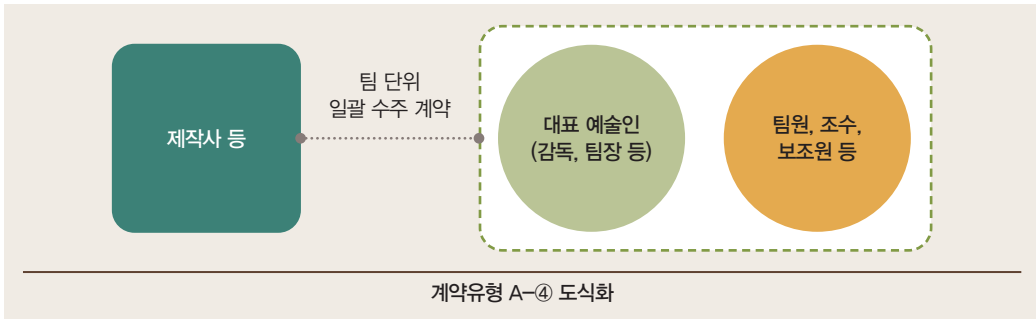 제작사 등
팀 단위
일괄 수주 계약
대표 예술인
(감독, 팀장 등)
팀원, 조수,
보조원 등
계약유형 A-④ 도식화